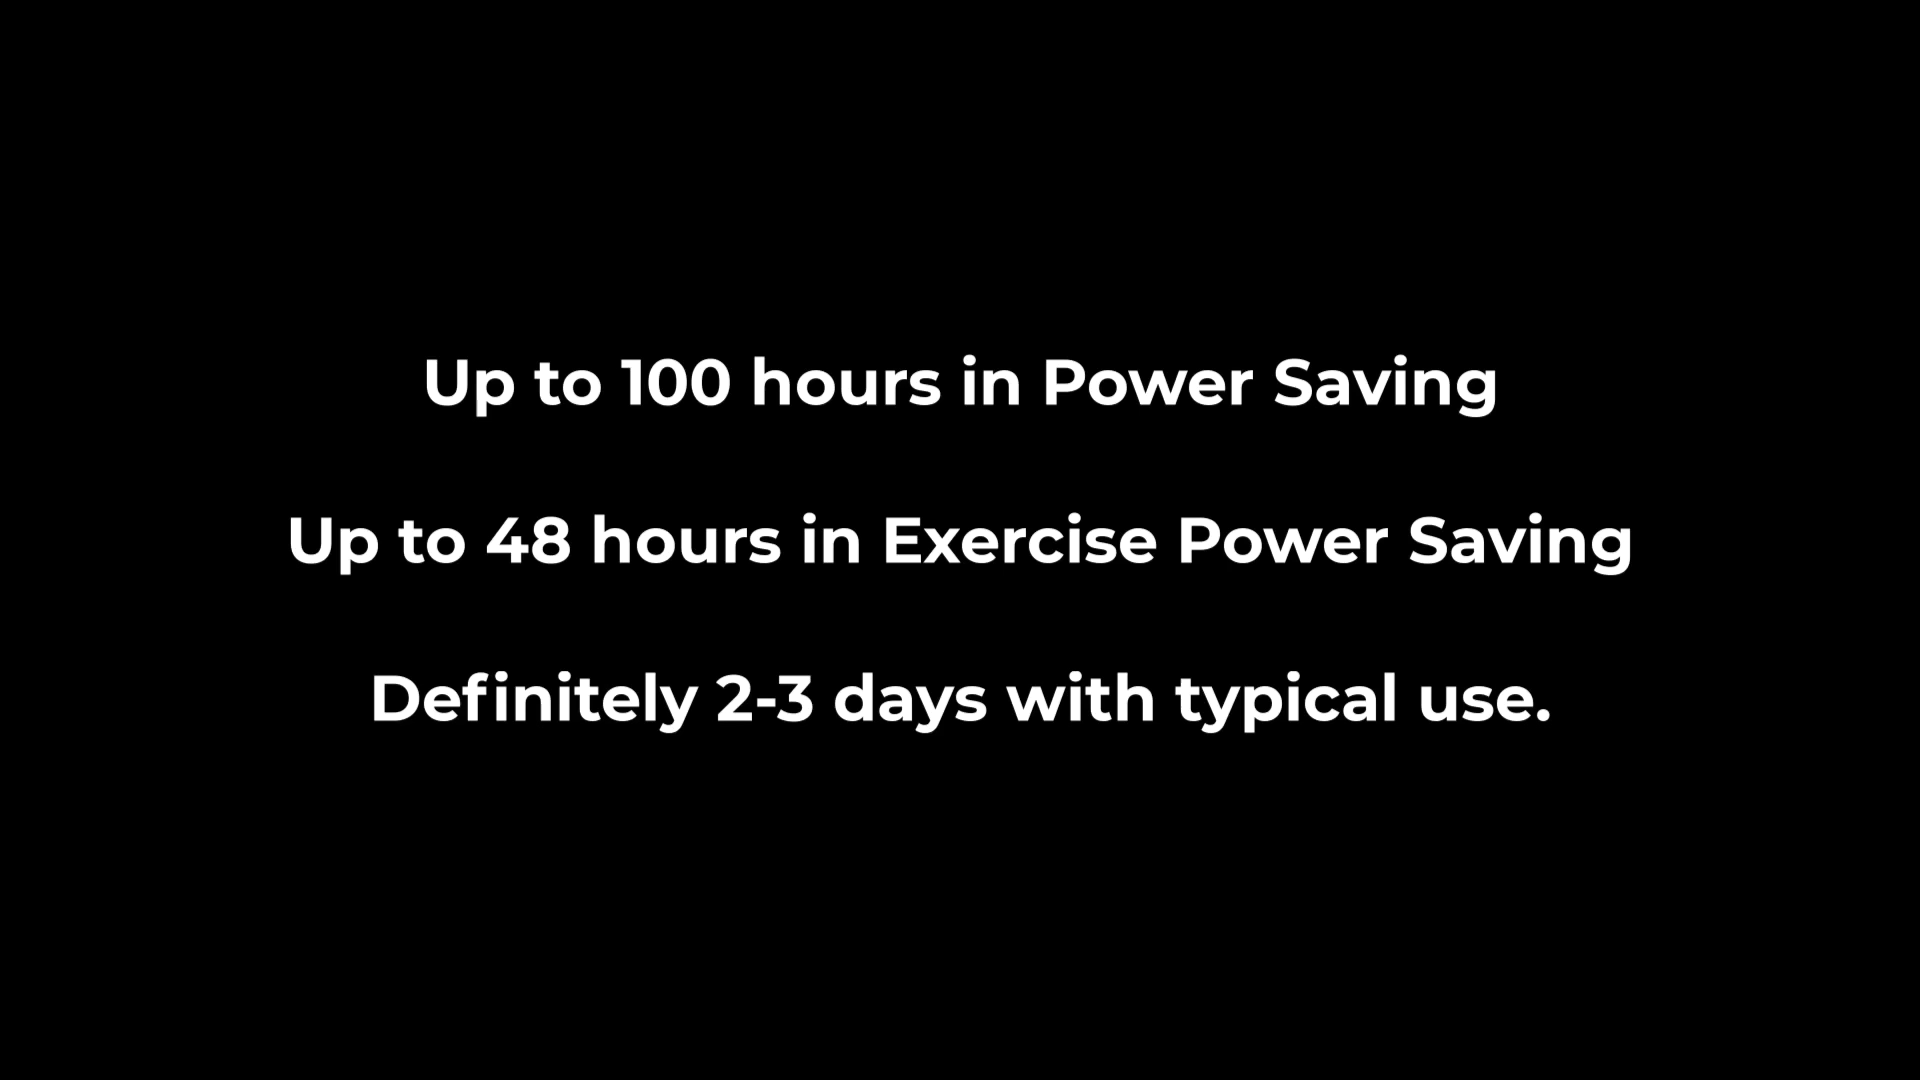 Up to 100 hours in Power Saving
Up to 48 hours in Exercise Power Saving
Definitely 2-3 days with typical use.